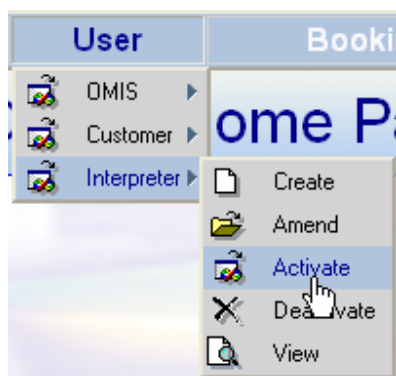 User Booki
OMIS
Customer
ome Pa
Interpreter
Create
Amend
Activate
View